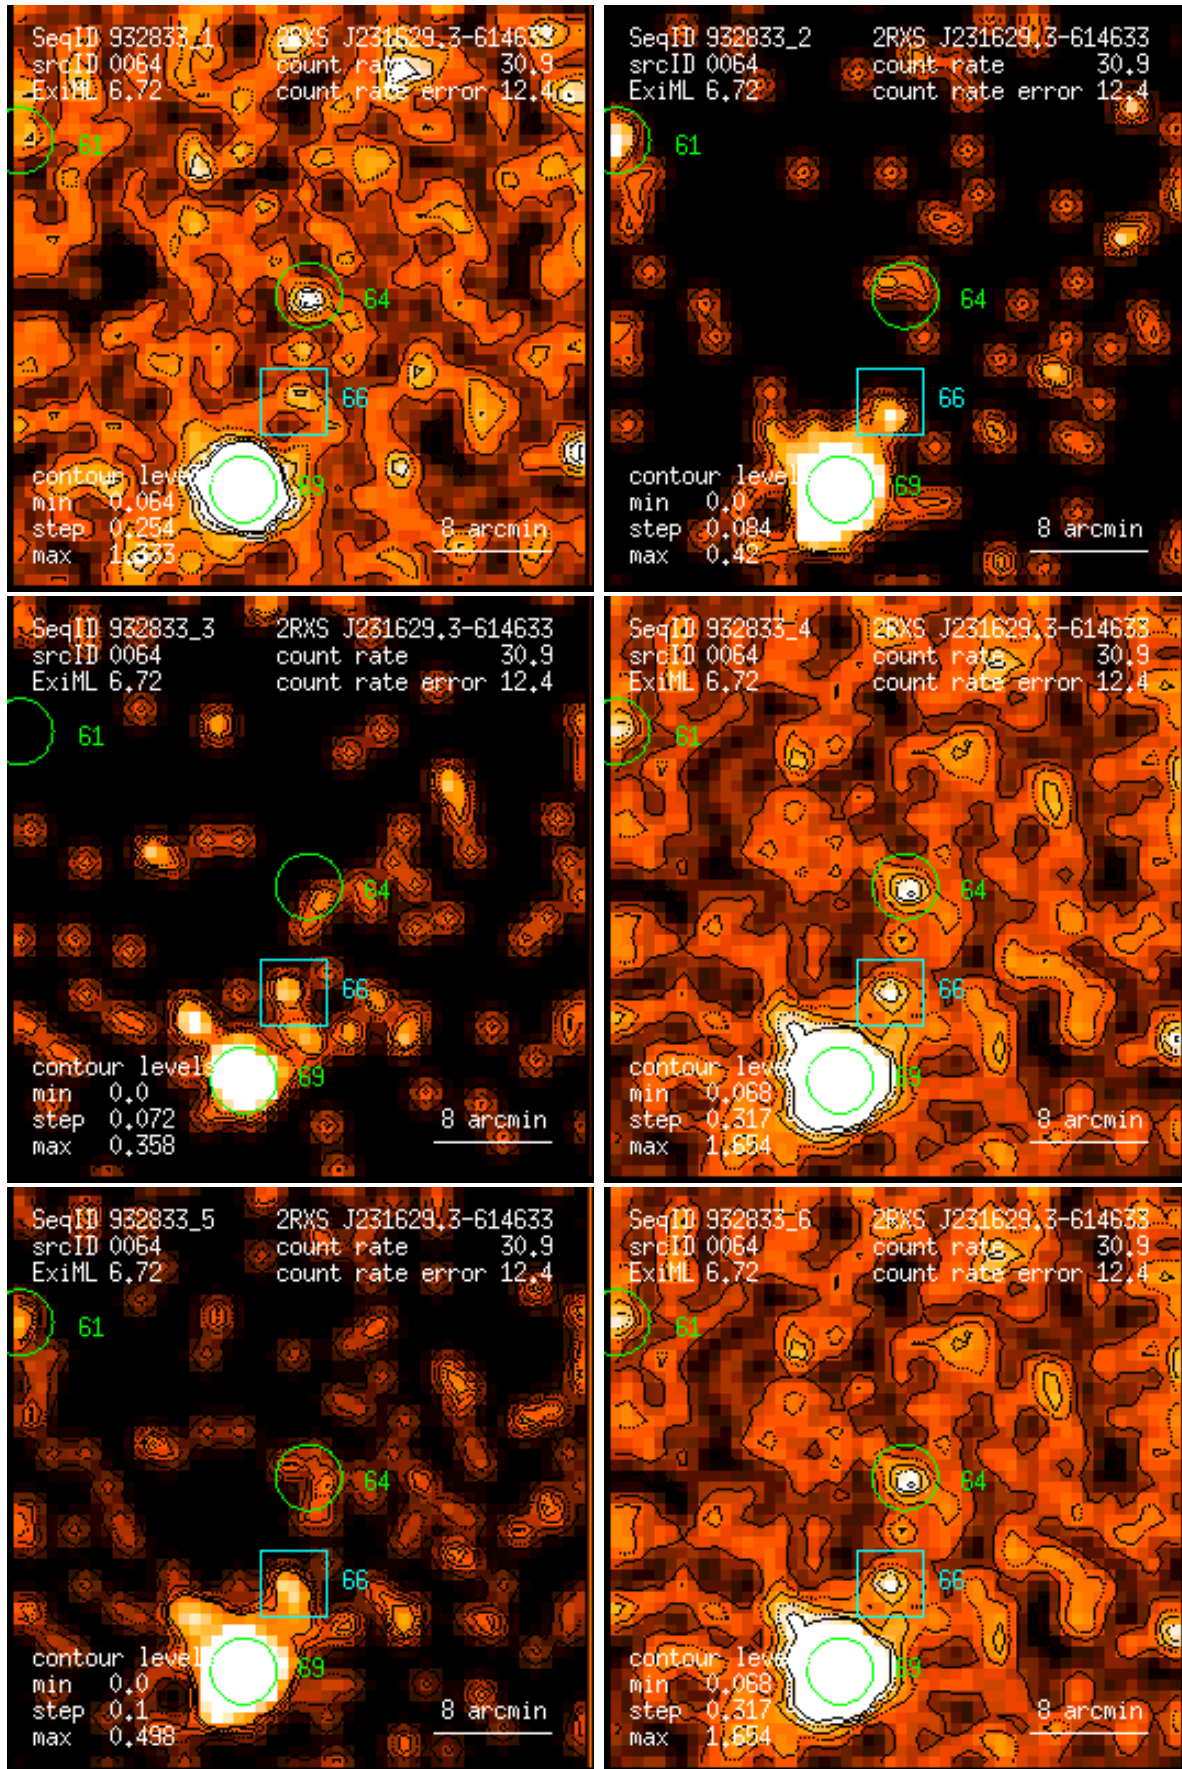 SeqID 932833_1 2RXS J231629.3-614633
srcID 0064 count rate 30.9
ExiML 6.72 count rate error 12.4
61
64
66
69
contour levels
min 0.064
step 0.254
max 1.333
8 arcmin
SeqID 932833_2 2RXS J231629.3-614633
srcID 0064 count rate 30.9
ExiML 6.72 count rate error 12.4
61
64
66
69
contour levels
min 0.0
step 0.084
max 0.42
8 arcmin
SeqID 932833_3 2RXS J231629.3-614633
srcID 0064 count rate 30.9
ExiML 6.72 count rate error 12.4
61
64
66
69
contour levels
min 0.0
step 0.072
max 0.358
8 arcmin
SeqID 932833_4 2RXS J231629.3-614633
srcID 0064 count rate 30.9
ExiML 6.72 count rate error 12.4
61
64
66
69
contour levels
min 0.068
step 0.317
max 1.654
8 arcmin
SeqID 932833_5 2RXS J231629.3-614633
srcID 0064 count rate 30.9
ExiML 6.72 count rate error 12.4
61
64
66
69
contour levels
min 0.0
step 0.1
max 0.498
8 arcmin
SeqID 932833_6 2RXS J231629.3-614633
srcID 0064 count rate 30.9
ExiML 6.72 count rate error 12.4
61
64
66
69
contour levels
min 0.068
step 0.317
max 1.654
8 arcmin